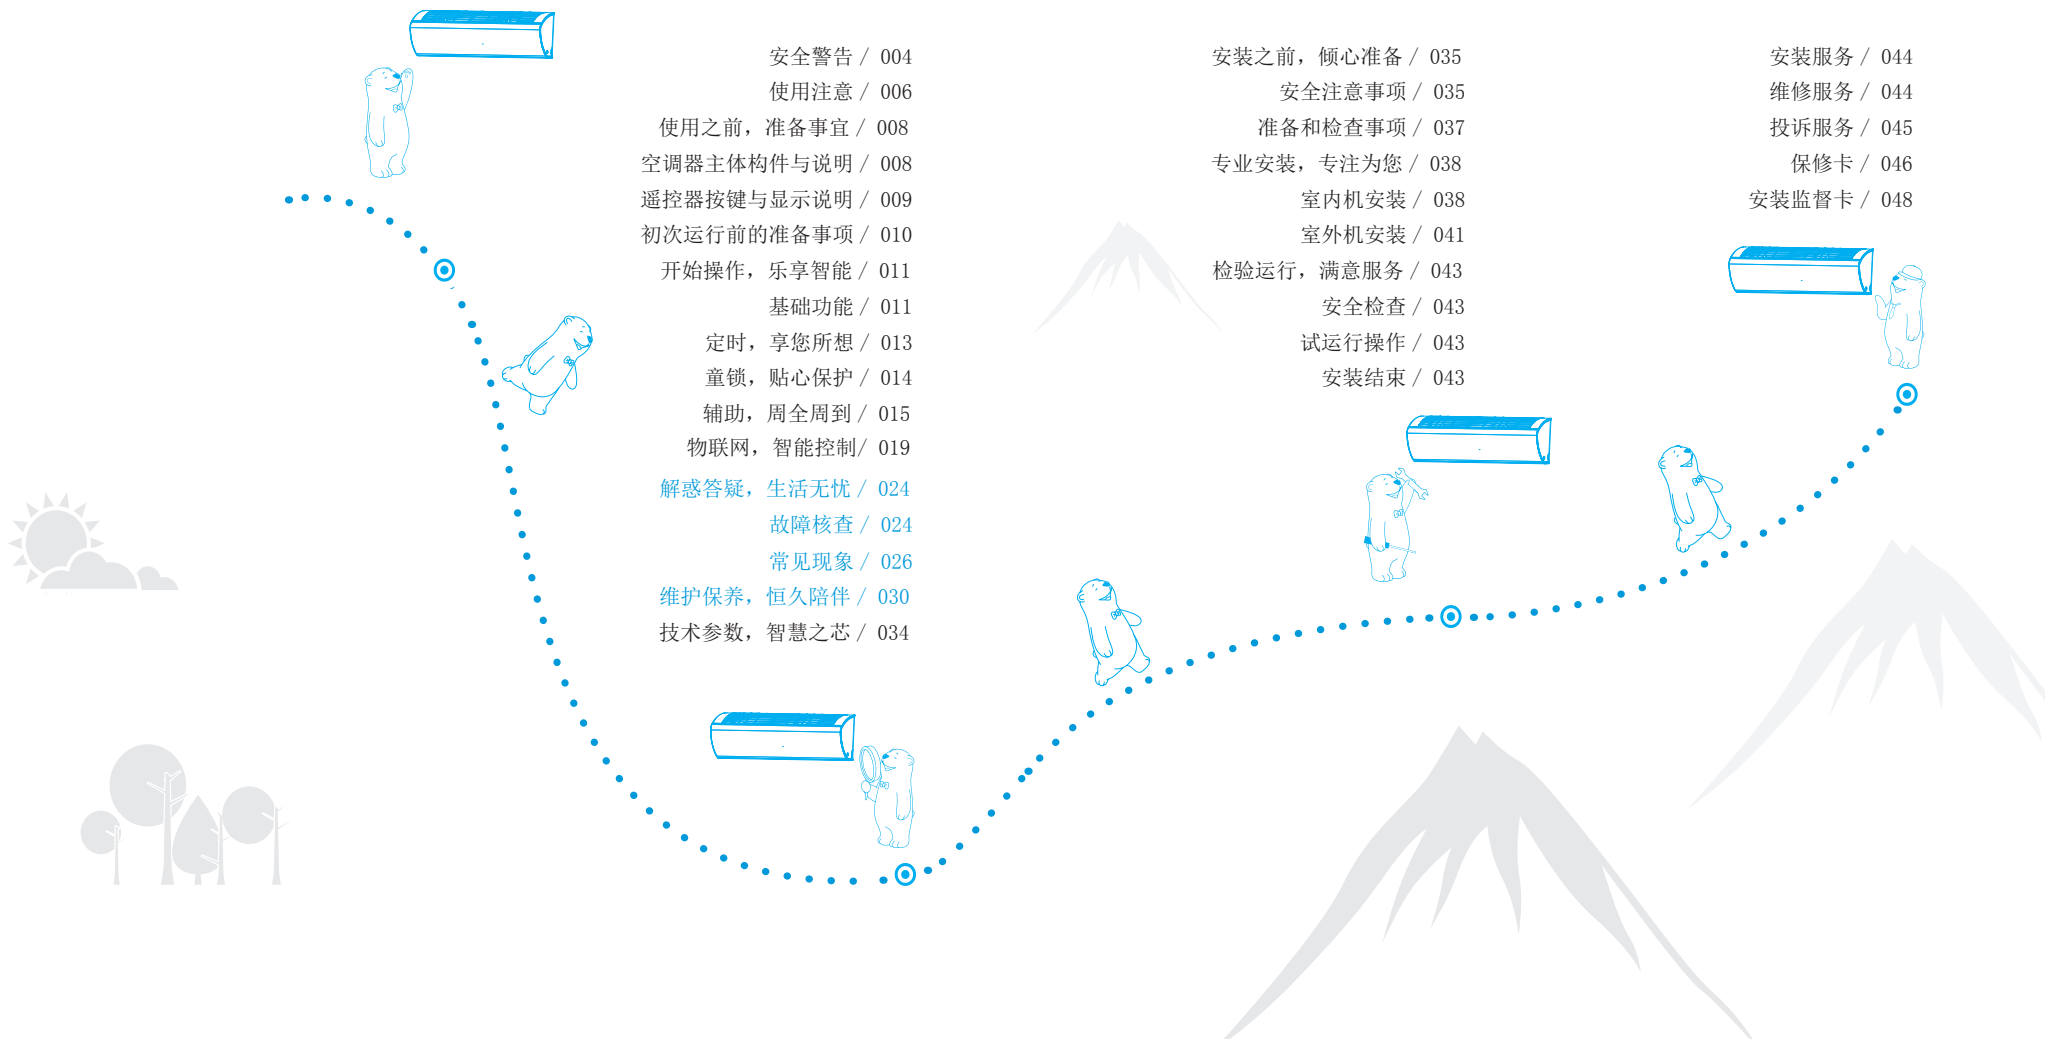 安全警告 / 004
使用注意 / 006
使用之前，准备事宜 / 008
空调器主体构件与说明 / 008
遥控器按键与显示说明 / 009
初次运行前的准备事项 / 010
开始操作，乐享智能 / 011
基础功能 / 011
定时，享您所想 / 013
童锁，贴心保护 / 014
辅助，周全周到 / 015
物联网，智能控制/ 019
解惑答疑，生活无忧 / 024
故障核查 / 024
常见现象 / 026
维护保养，恒久陪伴 / 030
技术参数，智慧之芯 / 034
安装之前，倾心准备 / 035
安全注意事项 / 035
准备和检查事项 / 037
专业安装，专注为您 / 038
室内机安装 / 038
室外机安装 / 041
检验运行，满意服务 / 043
安全检查 / 043
试运行操作 / 043
安装结束 / 043
安装服务 / 044
维修服务 / 044
投诉服务 / 045
保修卡 / 046
安装监督卡 / 048